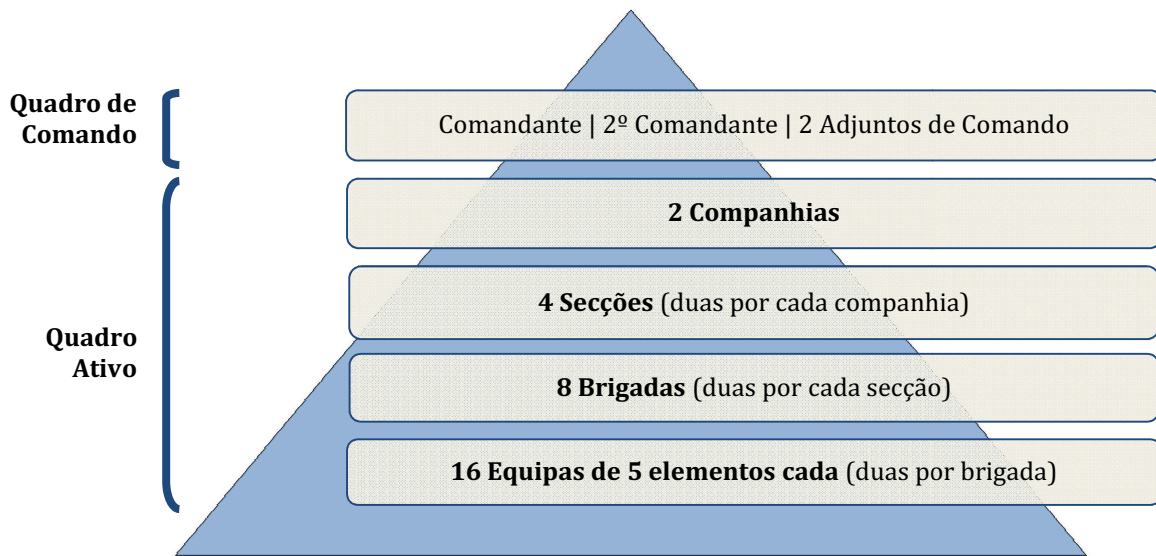 Quadro de
Comando
Comandante | 2º Comandante | 2 Adjuntos de Comando
2 Companhias
4 Secções (duas por cada companhia)
Quadro
Ativo
8 Brigadas (duas por cada secção)
16 Equipas de 5 elementos cada (duas por brigada)